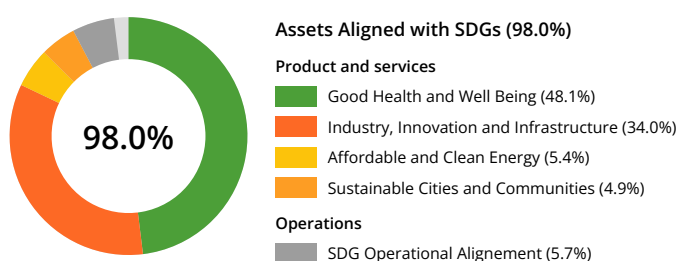 Assets Aligned with SDGs (98.0%)
Product and services
Good Health and Well Being (48.1%)
Industry, Innovation and Infrastructure (34.0%)
98.0%
Affordable and Clean Energy (5.4%)
Sustainable Cities and Communities (4.9%)
Operations
SDG Operational Alignement (5.7%)